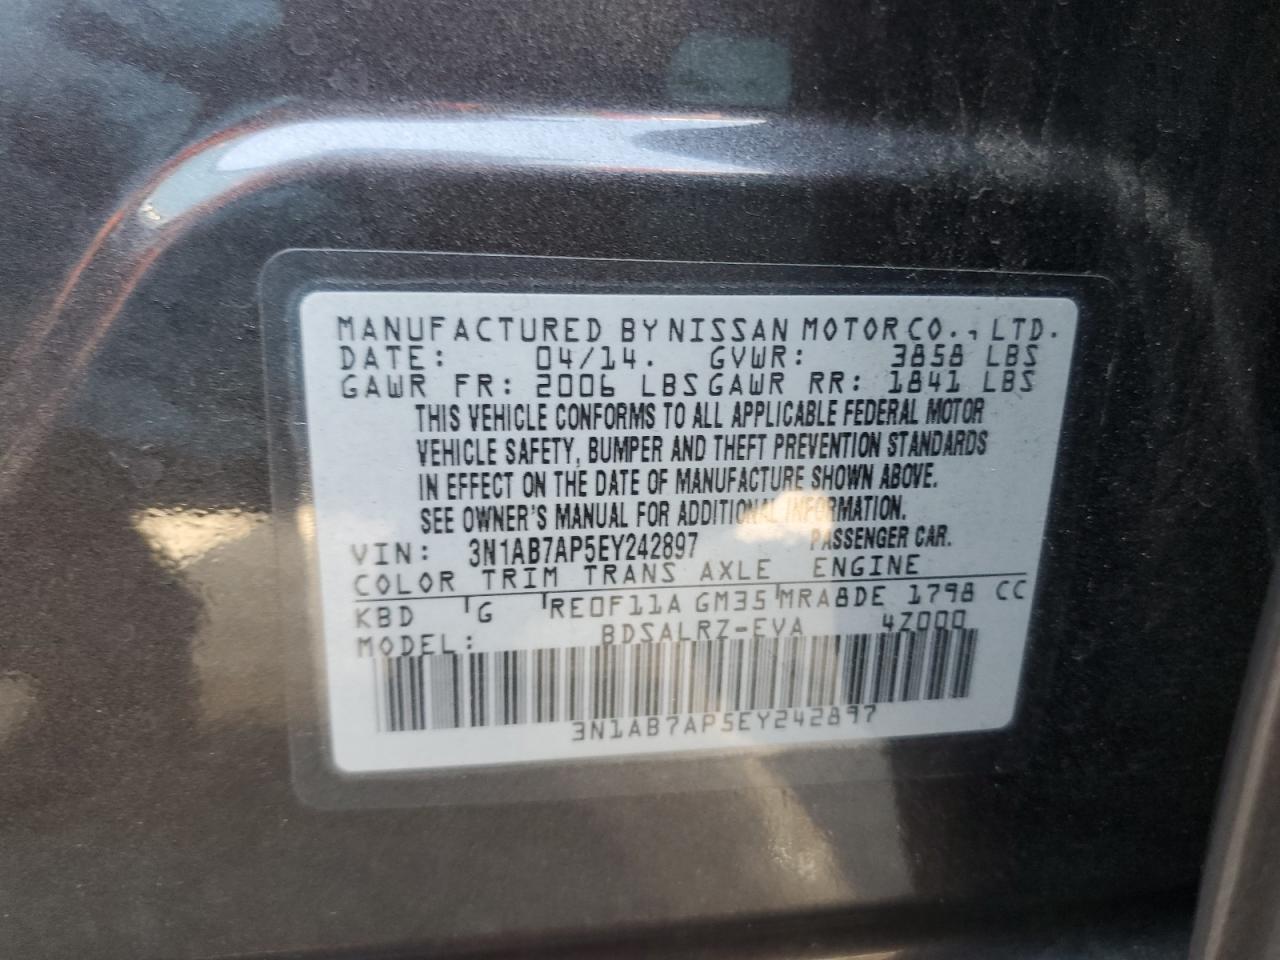 MANUFACTURED BY NISSAN MOTOR CO., LTD.
DATE: 04/14. GVWR: 3858 LBS
GAWR FR: 2006 LBS GAWR RR: 1841 LBS
THIS VEHICLE CONFORMS TO ALL APPLICABLE FEDERAL MOTOR
VEHICLE SAFETY, BUMPER AND THEFT PREVENTION STANDARDS
IN EFFECT ON THE DATE OF MANUFACTURE SHOWN ABOVE.
SEE OWNER'S MANUAL FOR ADDITIONAL INFORMATION.
VIN: 3N1AB7AP5EY242897 PASSENGER CAR.
COLOR TRIM TRANS AXLE ENGINE
KBD G RE0F11A GM35 MRA8DE 1798 CC
MODEL: BDSALRZ-EVA 4Z000
3N1AB7AP5EY242897